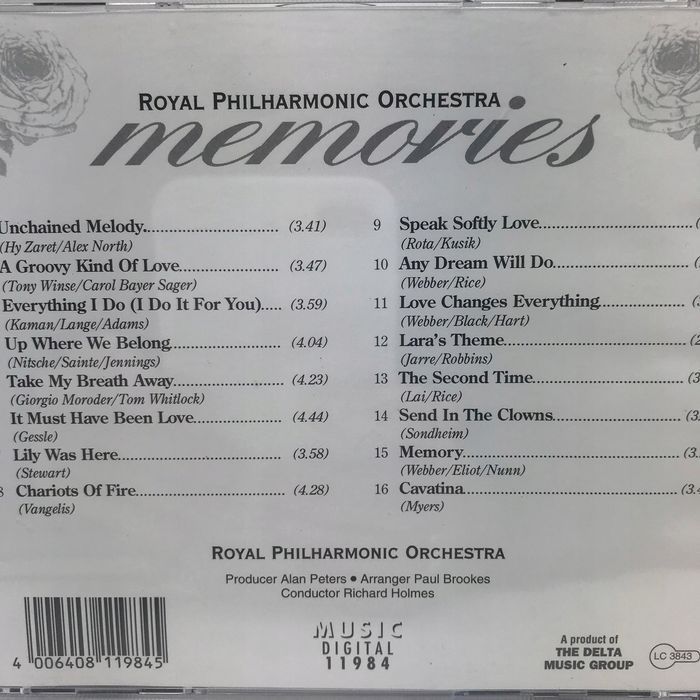 ROYAL PHILHARMONIC ORCHESTRA
memories
Unchained Melody (3.41)
(Hy Zaret/Alex North)
A Groovy Kind Of Love (3.47)
(Tony Winse/Carol Bayer Sager)
Everything I Do (I Do It For You) (3.59)
(Kaman/Lange/Adams)
Up Where We Belong (4.04)
(Nitsche/Sainte/Jennings)
Take My Breath Away (4.23)
(Giorgio Moroder/Tom Whitlock)
It Must Have Been Love (4.44)
(Gessle)
Lily Was Here (3.58)
(Stewart)
8 Chariots Of Fire (4.28)
(Vangelis)
9 Speak Softly Love
(Rota/Kusik)
10 Any Dream Will Do
(Webber/Rice)
11 Love Changes Everything
(Webber/Black/Hart)
12 Lara's Theme
(Jarre/Robbins)
13 The Second Time
(Lai/Rice)
14 Send In The Clowns
(Sondheim)
15 Memory
(Webber/Eliot/Nunn)
16 Cavatina
(Myers)
ROYAL PHILHARMONIC ORCHESTRA
Producer Alan Peters • Arranger Paul Brookes
Conductor Richard Holmes
4 006408 119845
MUSIC
DIGITAL
11984
A product of
THE DELTA
MUSIC GROUP
LC 3843